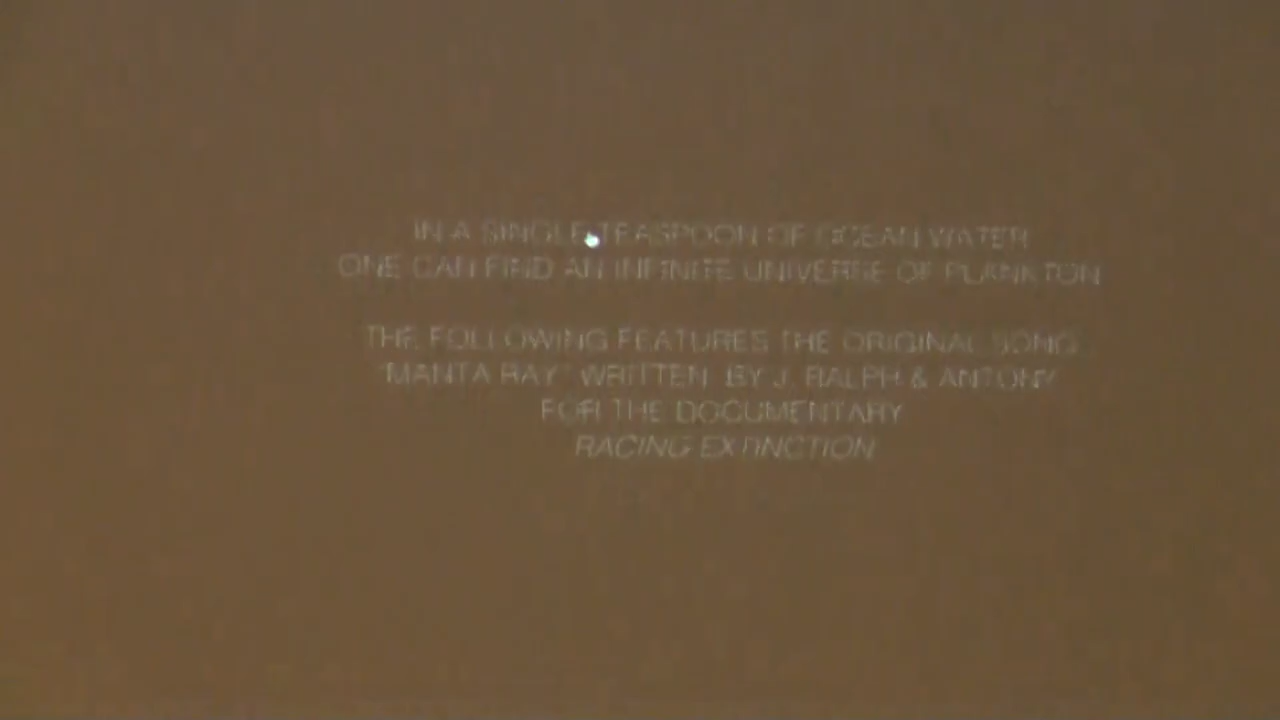 IN A SINGLE TEASPOON OF OCEAN WATER
ONE CAN FIND AN INFINITE UNIVERSE OF PLANKTON
THE FOLLOWING FEATURES THE ORIGINAL SONG
"MANTA RAY" WRITTEN BY J. RALPH & ANTONY
FOR THE DOCUMENTARY
RACING EXTINCTION